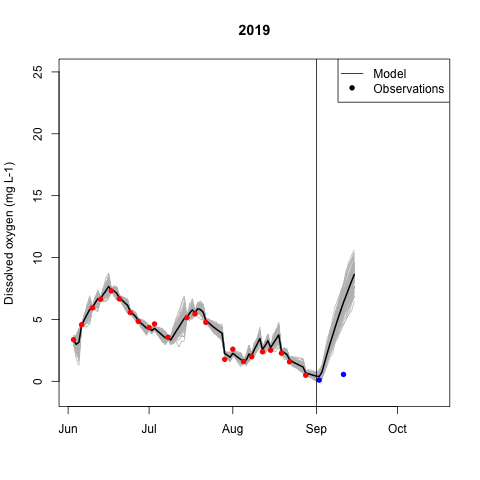 2019
Model
Observations
Dissolved oxygen (mg L-1)
25
20
15
10
5
0
Jun
Jul
Aug
Sep
Oct